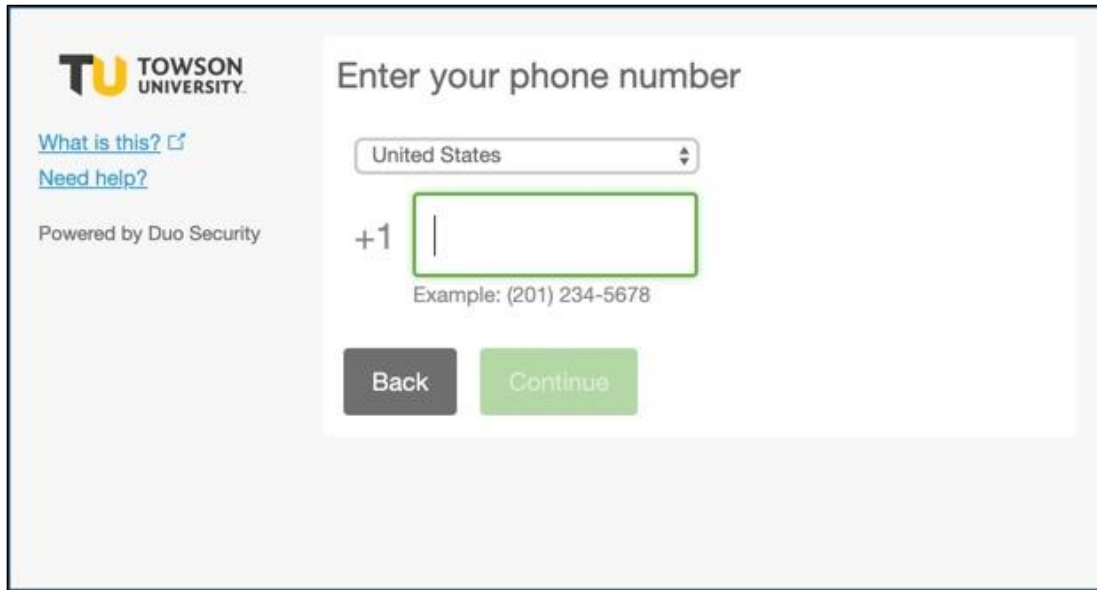 TU TOWSON
UNIVERSITY.
What is this?
Need help?
Powered by Duo Security
Enter your phone number
United States
+1
Example: (201) 234-5678
Back
Continue